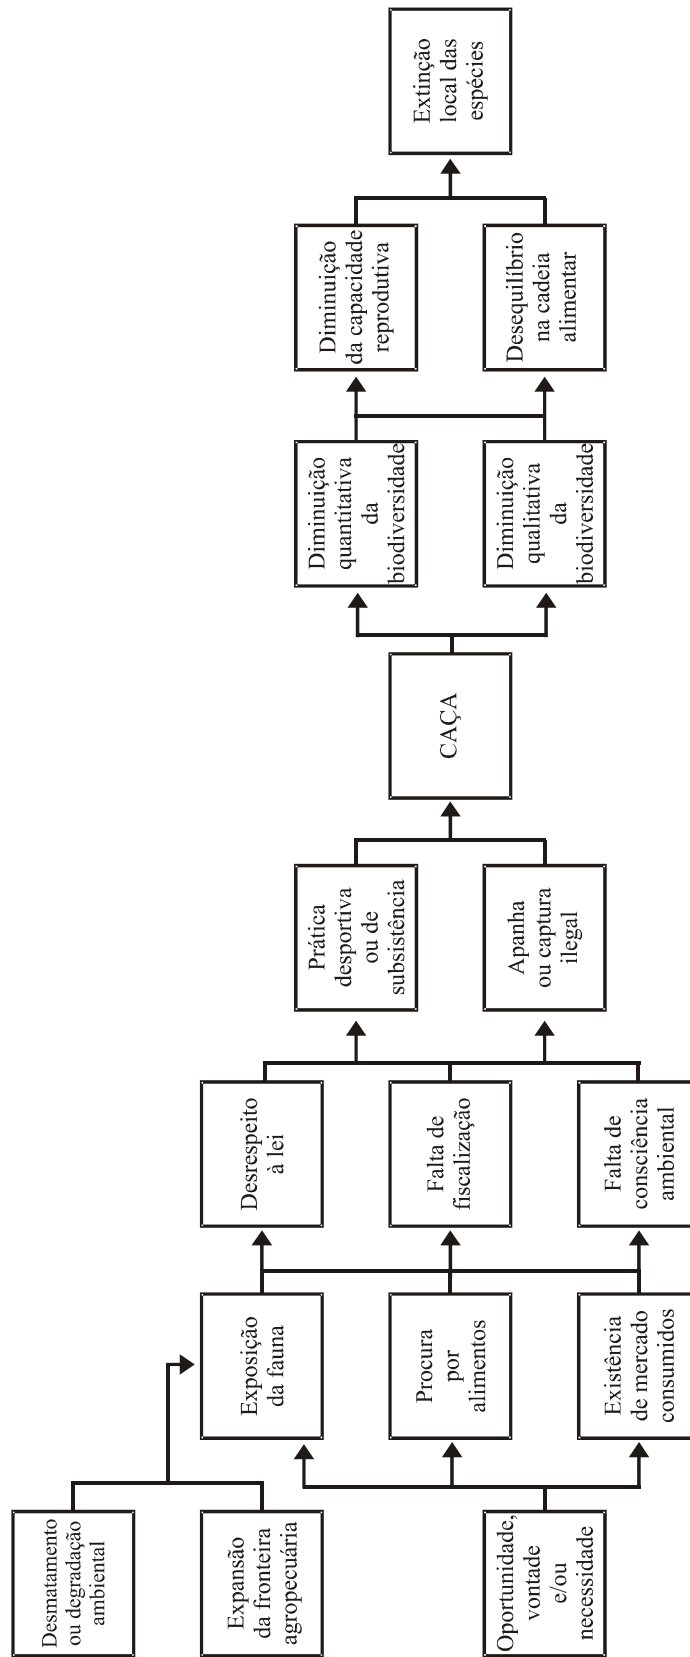 Desmatamento
ou degradação
ambiental
Expansão
da fronteira
agropecuária
Oportunidade,
vontade
e/ou
necessidade
Exposição
da fauna
Procura
por
alimentos
Existência
de mercado
consumidos
Desrespeito
à lei
Falta de
fiscalização
Falta de
consciência
ambiental
Prática
desportiva
ou de
subsistência
Apanha
ou captura
ilegal
CAÇA
Diminuição
quantitativa
da
biodiversidade
Diminuição
qualitativa
da
biodiversidade
Diminuição
da capacidade
reprodutiva
Desequilíbrio
na cadeia
alimentar
Extinção
local das
espécies